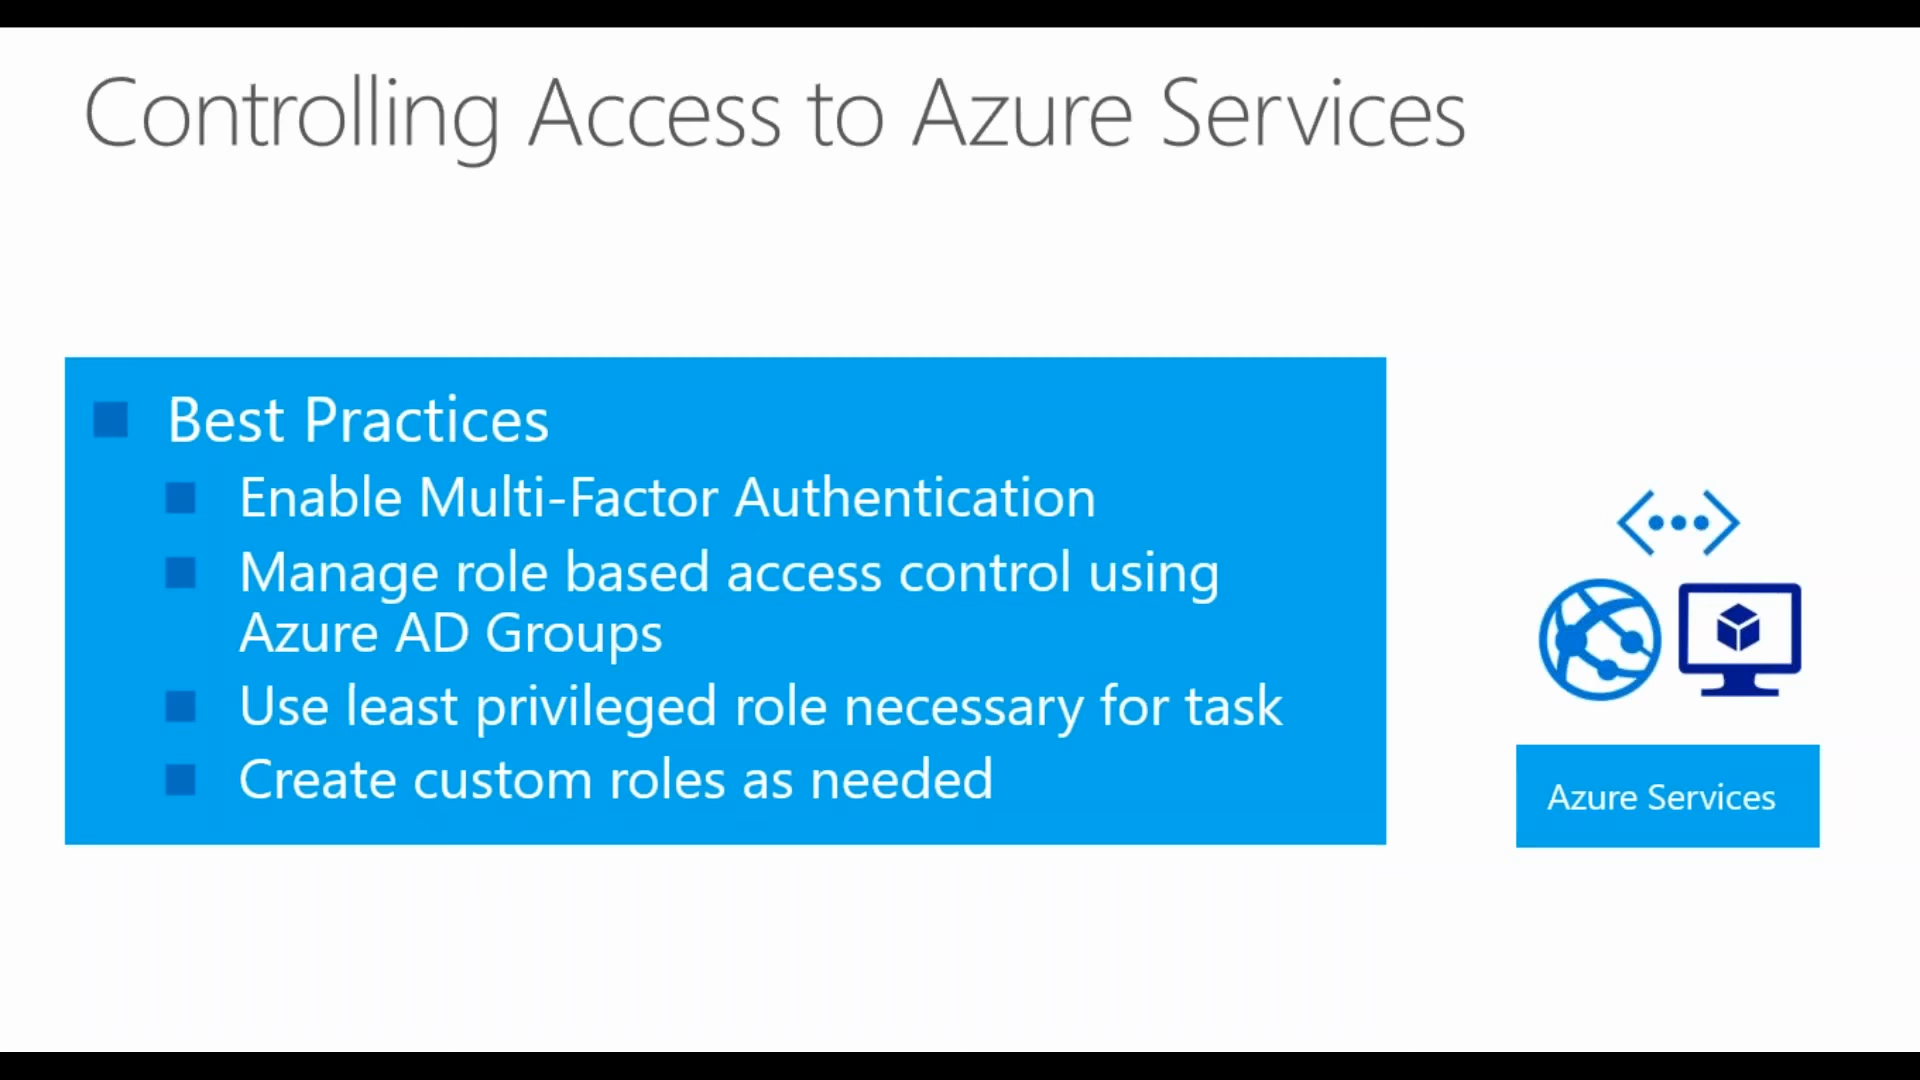 Controlling Access to Azure Services
Best Practices
Enable Multi-Factor Authentication
Manage role based access control using
Azure AD Groups
Use least privileged role necessary for task
Create custom roles as needed
Azure Services